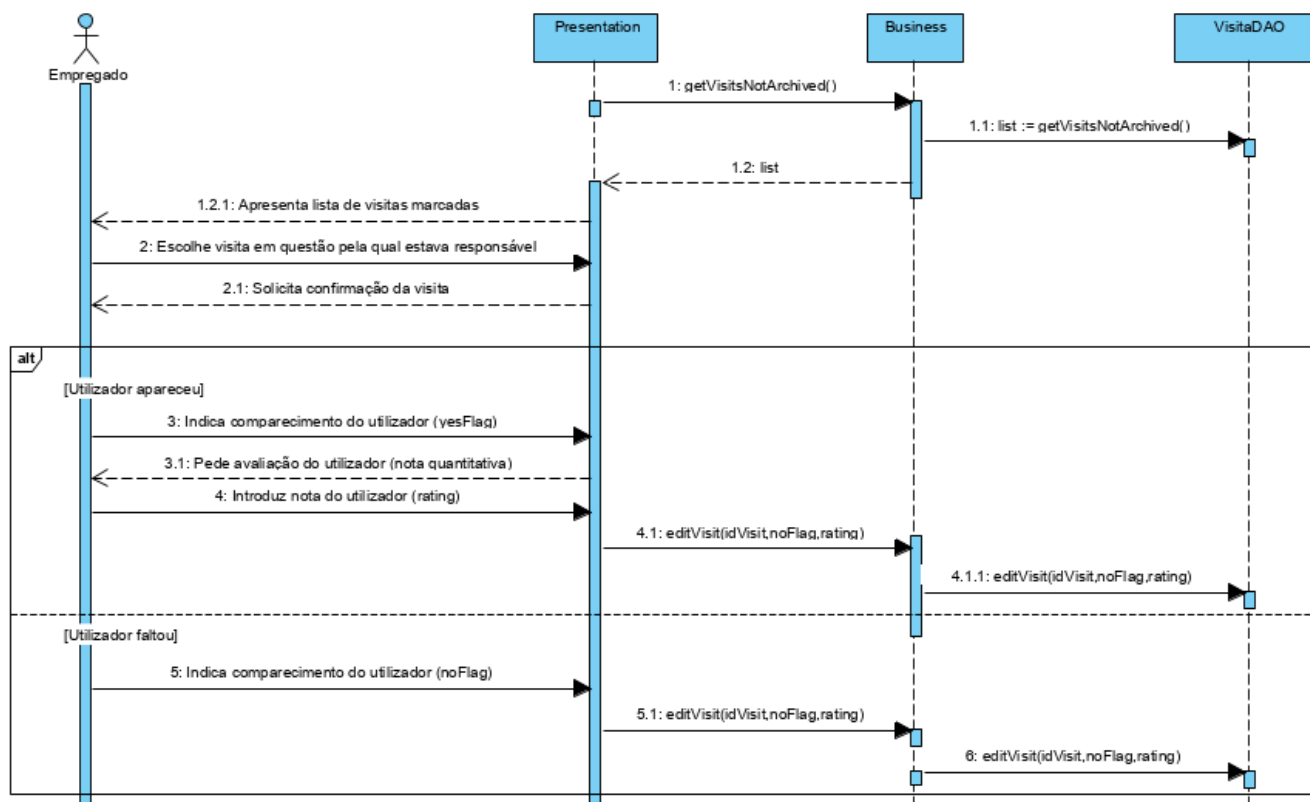 Presentation
Business
VisitaDAO
Empregado
1: getVisitsNotArchived()
1.1: list := getVisitsNotArchived()
1.2: list
1.2.1: Apresenta lista de visitas marcadas
2: Escolhe visita em questão pela qual estava responsável
2.1: Solicita confirmação da visita
alt
[Utilizador apareceu]
3: Indica comparecimento do utilizador (yesFlag)
3.1: Pede avaliação do utilizador (nota quantitativa)
4: Introduz nota do utilizador (rating)
4.1: editVisit(idVisit,noFlag,rating)
4.1.1: editVisit(idVisit,noFlag,rating)
[Utilizador faltou]
5: Indica comparecimento do utilizador (noFlag)
5.1: editVisit(idVisit,noFlag,rating)
6: editVisit(idVisit,noFlag,rating)